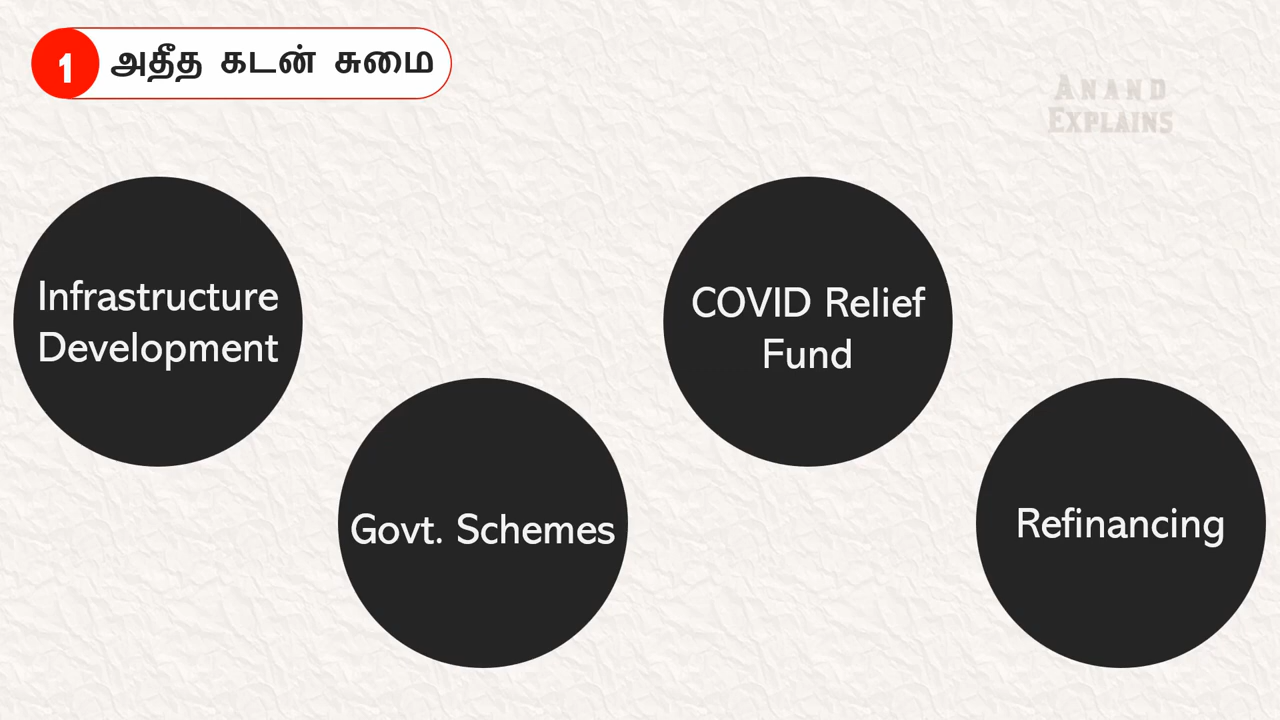 1 அதீத கடன் சுமை
Anand
Explains
Infrastructure
Development
Govt. Schemes
COVID Relief
Fund
Refinancing